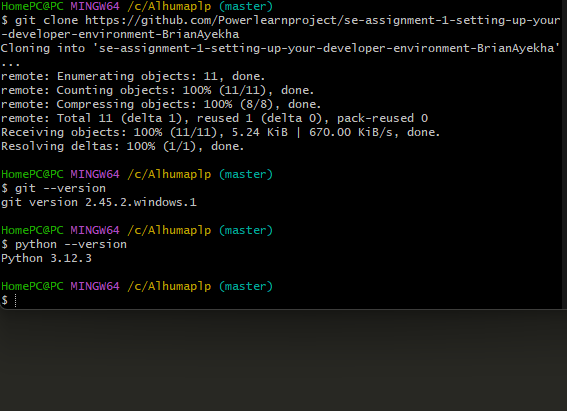 HomePC@PC MINGW64 /c/Alhumaplp (master)
$ git clone https://github.com/Powerlearnproject/se-assignment-1-setting-up-your
-developer-environment-BrianAyekha
Cloning into 'se-assignment-1-setting-up-your-developer-environment-BrianAyekha'
...
remote: Enumerating objects: 11, done.
remote: Counting objects: 100% (11/11), done.
remote: Compressing objects: 100% (8/8), done.
remote: Total 11 (delta 1), reused 1 (delta 0), pack-reused 0
Receiving objects: 100% (11/11), 5.24 KiB | 670.00 KiB/s, done.
Resolving deltas: 100% (1/1), done.
HomePC@PC MINGW64 /c/Alhumaplp (master)
$ git --version
git version 2.45.2.windows.1
HomePC@PC MINGW64 /c/Alhumaplp (master)
$ python --version
Python 3.12.3
HomePC@PC MINGW64 /c/Alhumaplp (master)
$